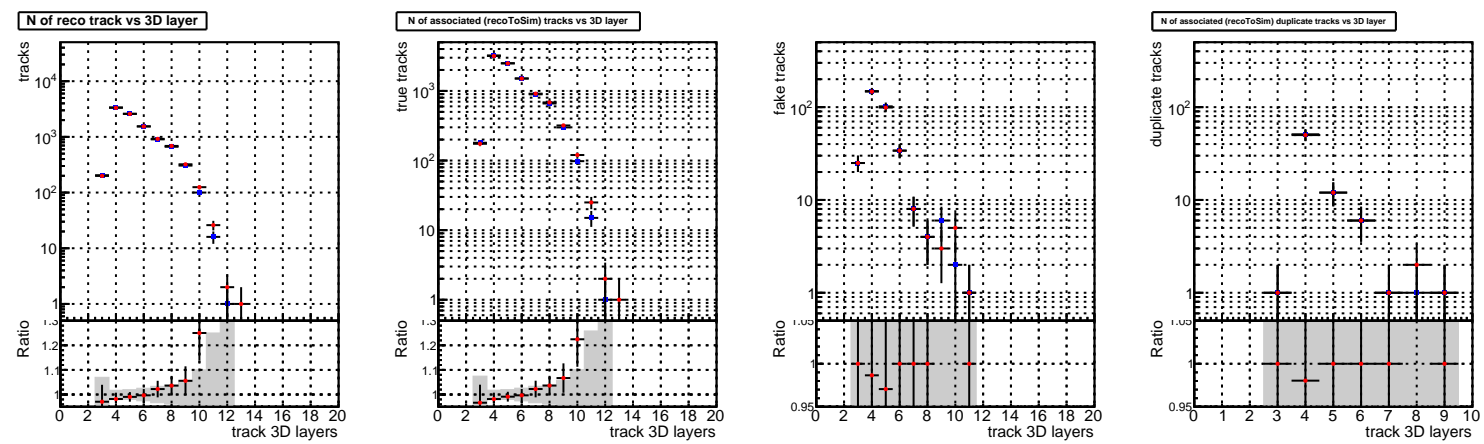 N of reco track vs 3D layer
tracks
10^4
10^3
10^2
10
1
Ratio
1.3
1.2
1.1
1
0 2 4 6 8 10 12 14 16 18 20
track 3D layers
N of associated (recoToSim) tracks vs 3D layer
true tracks
10^3
10^2
10
1
Ratio
1.3
1.2
1.1
1
0 2 4 6 8 10 12 14 16 18 20
track 3D layers
fake tracks
10^2
10
1
Ratio
1.05
1
0.95
0 2 4 6 8 10 12 14 16 18 20
track 3D layers
N of associated (recoToSim) duplicate tracks vs 3D layer
duplicate tracks
10^2
10
1
Ratio
1.05
1
0.95
0 1 2 3 4 5 6 7 8 9 10
track 3D layers